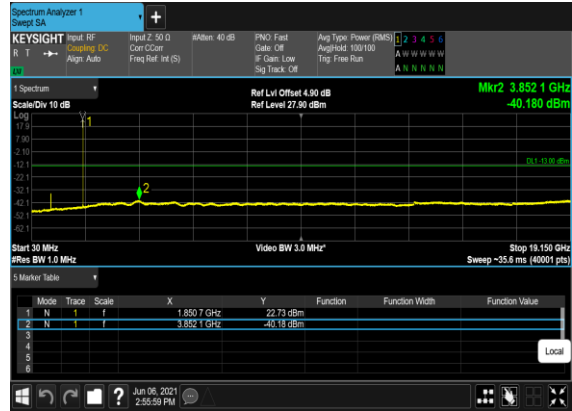 Spectrum Analyzer 1
Swept SA
+
KEYSIGHT
R T
Input: RF
Coupling: DC
Align: Auto
Input Z: 50 Ω
Corr CCorr
Freq Ref: Int (S)
#Atten: 40 dB
PNO: Fast
Gate: Off
IF Gain: Low
Sig Track: Off
Avg Type: Power (RMS)
Avg|Hold: 100/100
Trig: Free Run
1 2 3 4 5 6
A W W W W W
A N N N N N
1 Spectrum
Scale/Div 10 dB
Ref Lvl Offset 4.90 dB
Ref Level 27.90 dBm
Mkr2 3.852 1 GHz
-40.180 dBm
Log
17.9
7.90
-2.10
-12.1
-22.1
-32.1
-42.1
-52.1
-62.1
1
2
DL1 -13.00 dBm
Start 30 MHz
#Res BW 1.0 MHz
Video BW 3.0 MHz*
Stop 19.150 GHz
Sweep ~35.6 ms (40001 pts)
5 Marker Table
Mode Trace Scale X Y Function Function Width Function Value
1 N 1 f 1.850 7 GHz 22.73 dBm
2 N 1 f 3.852 1 GHz -40.18 dBm
3
4
5
6
Local
?
Jun 06, 2021
2:55:59 PM